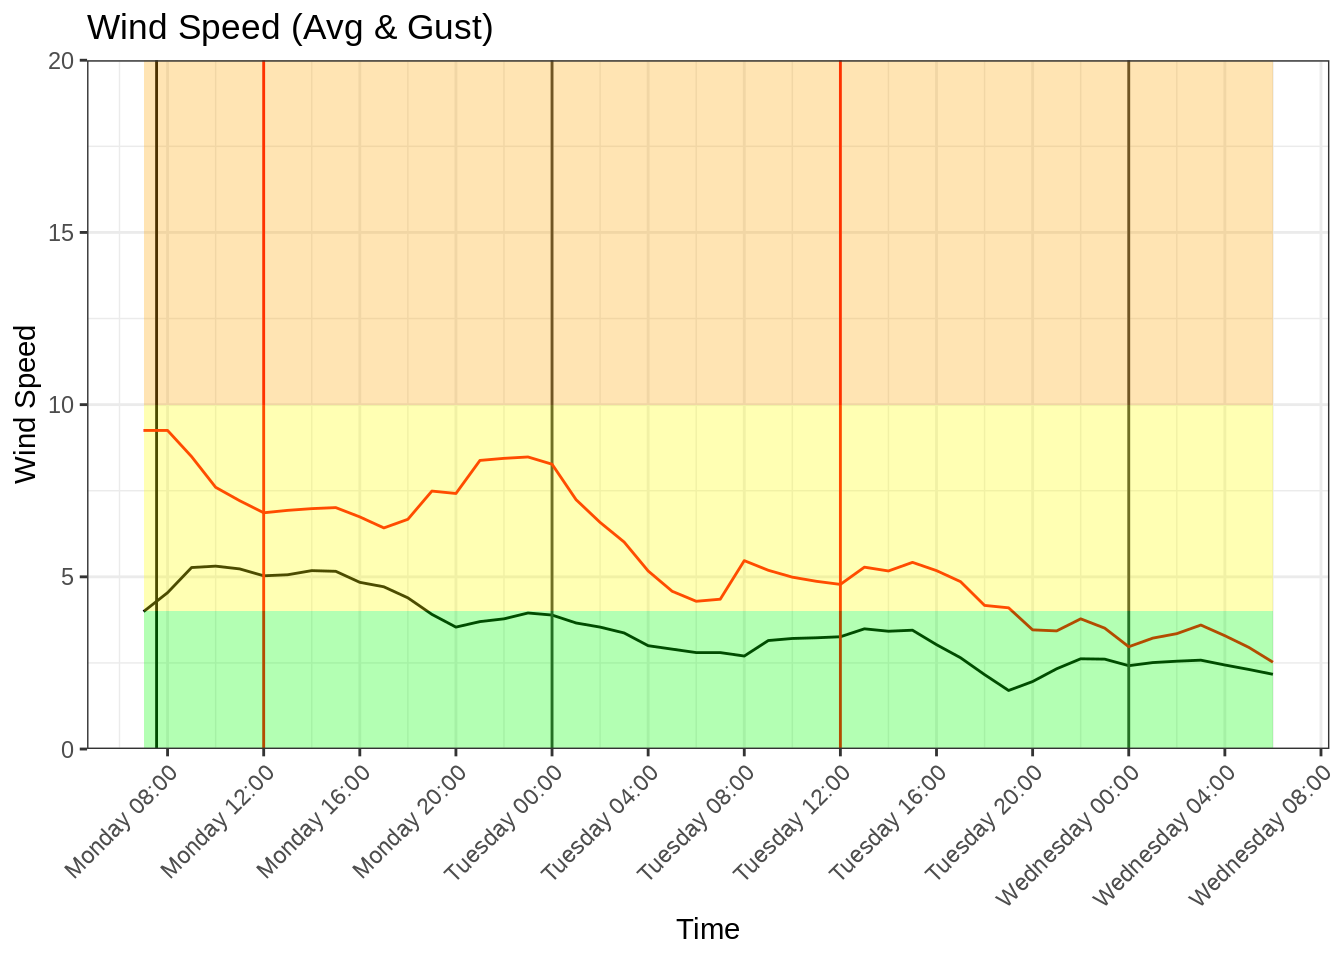 Wind Speed (Avg & Gust)
20
15
10
5
0
Wind Speed
Monday 08:00
Monday 12:00
Monday 16:00
Monday 20:00
Tuesday 00:00
Tuesday 04:00
Tuesday 08:00
Tuesday 12:00
Tuesday 16:00
Tuesday 20:00
Wednesday 00:00
Wednesday 04:00
Wednesday 08:00
Time